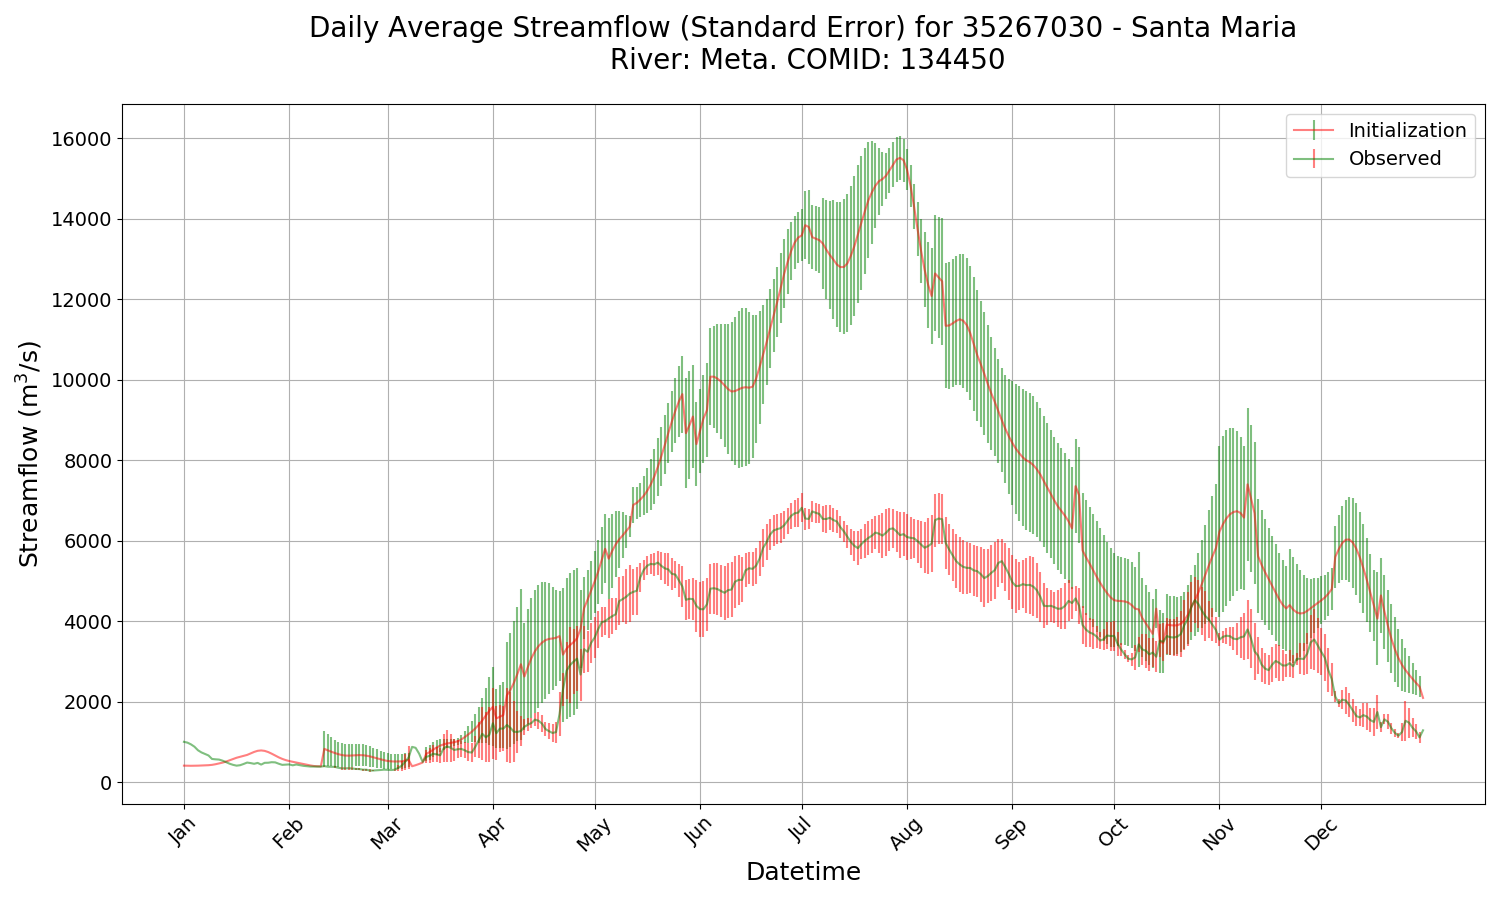 Daily Average Streamflow (Standard Error) for 35267030 - Santa Maria
River: Meta. COMID: 134450
Initialization
Observed
Streamflow (m³/s)
16000
14000
12000
10000
8000
6000
4000
2000
0
Jan
Feb
Mar
Apr
May
Jun
Jul
Aug
Sep
Oct
Nov
Dec
Datetime